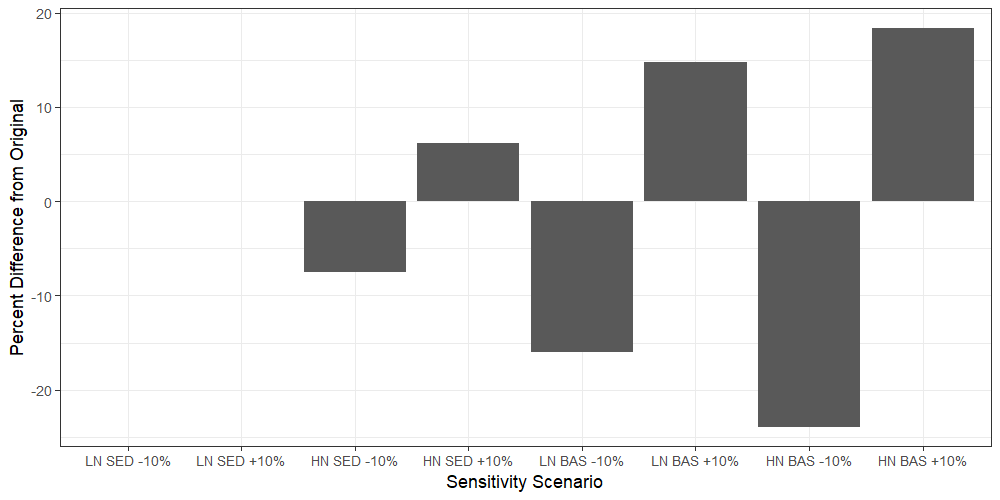 Percent Difference from Original
20
10
0
-10
-20
LN SED -10% LN SED +10% HN SED -10% HN SED +10% LN BAS -10% LN BAS +10% HN BAS -10% HN BAS +10%
Sensitivity Scenario